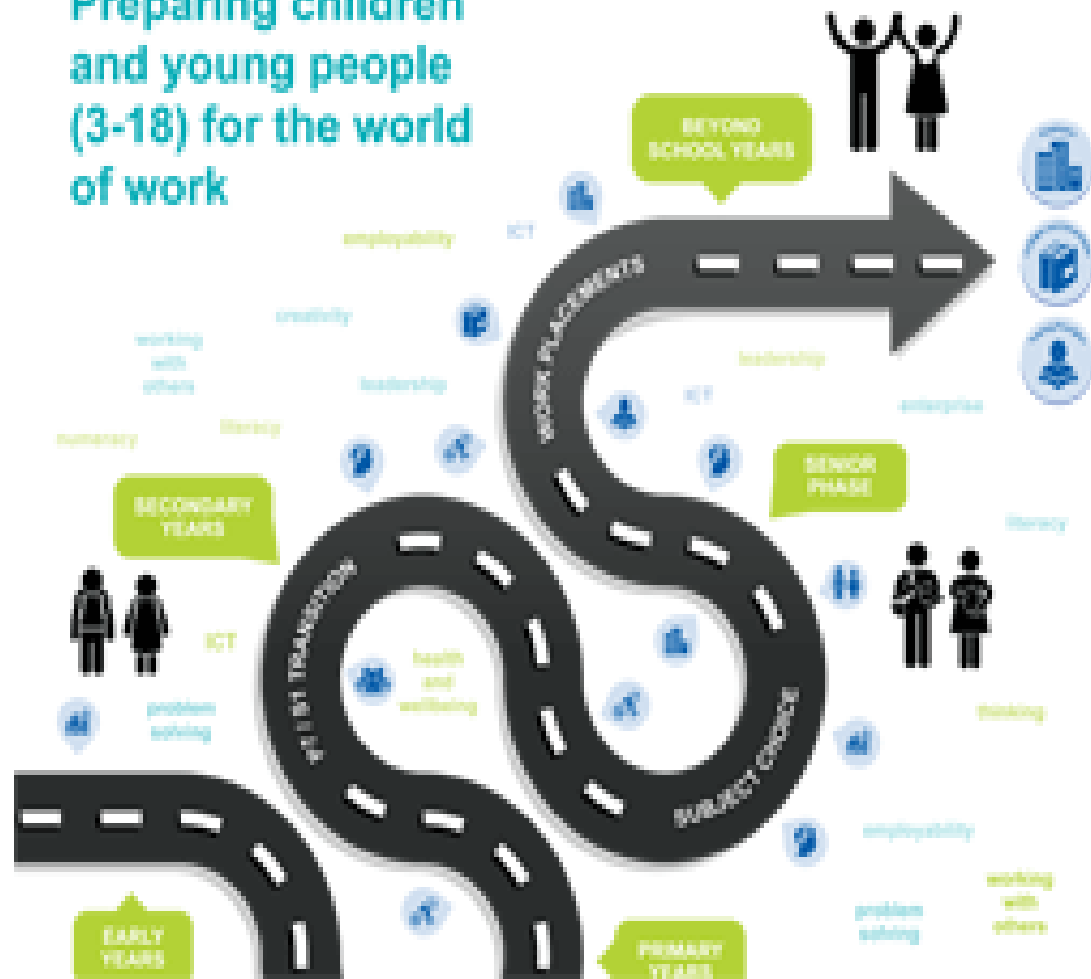 Preparing children
and young people
(3-18) for the world
of work
BEYOND
SCHOOL YEARS
employability
ICT
WORK PLACEMENTS
creativity
working
with
others
leadership
leadership
ICT
enterprise
numeracy
literacy
SECONDARY
YEARS
SENIOR
PHASE
literacy
P7 / S1 TRANSITION
ICT
health
and
wellbeing
problem
solving
thinking
SUBJECT CHOICE
employability
working
with
others
problem
solving
EARLY
YEARS
PRIMARY
YEARS